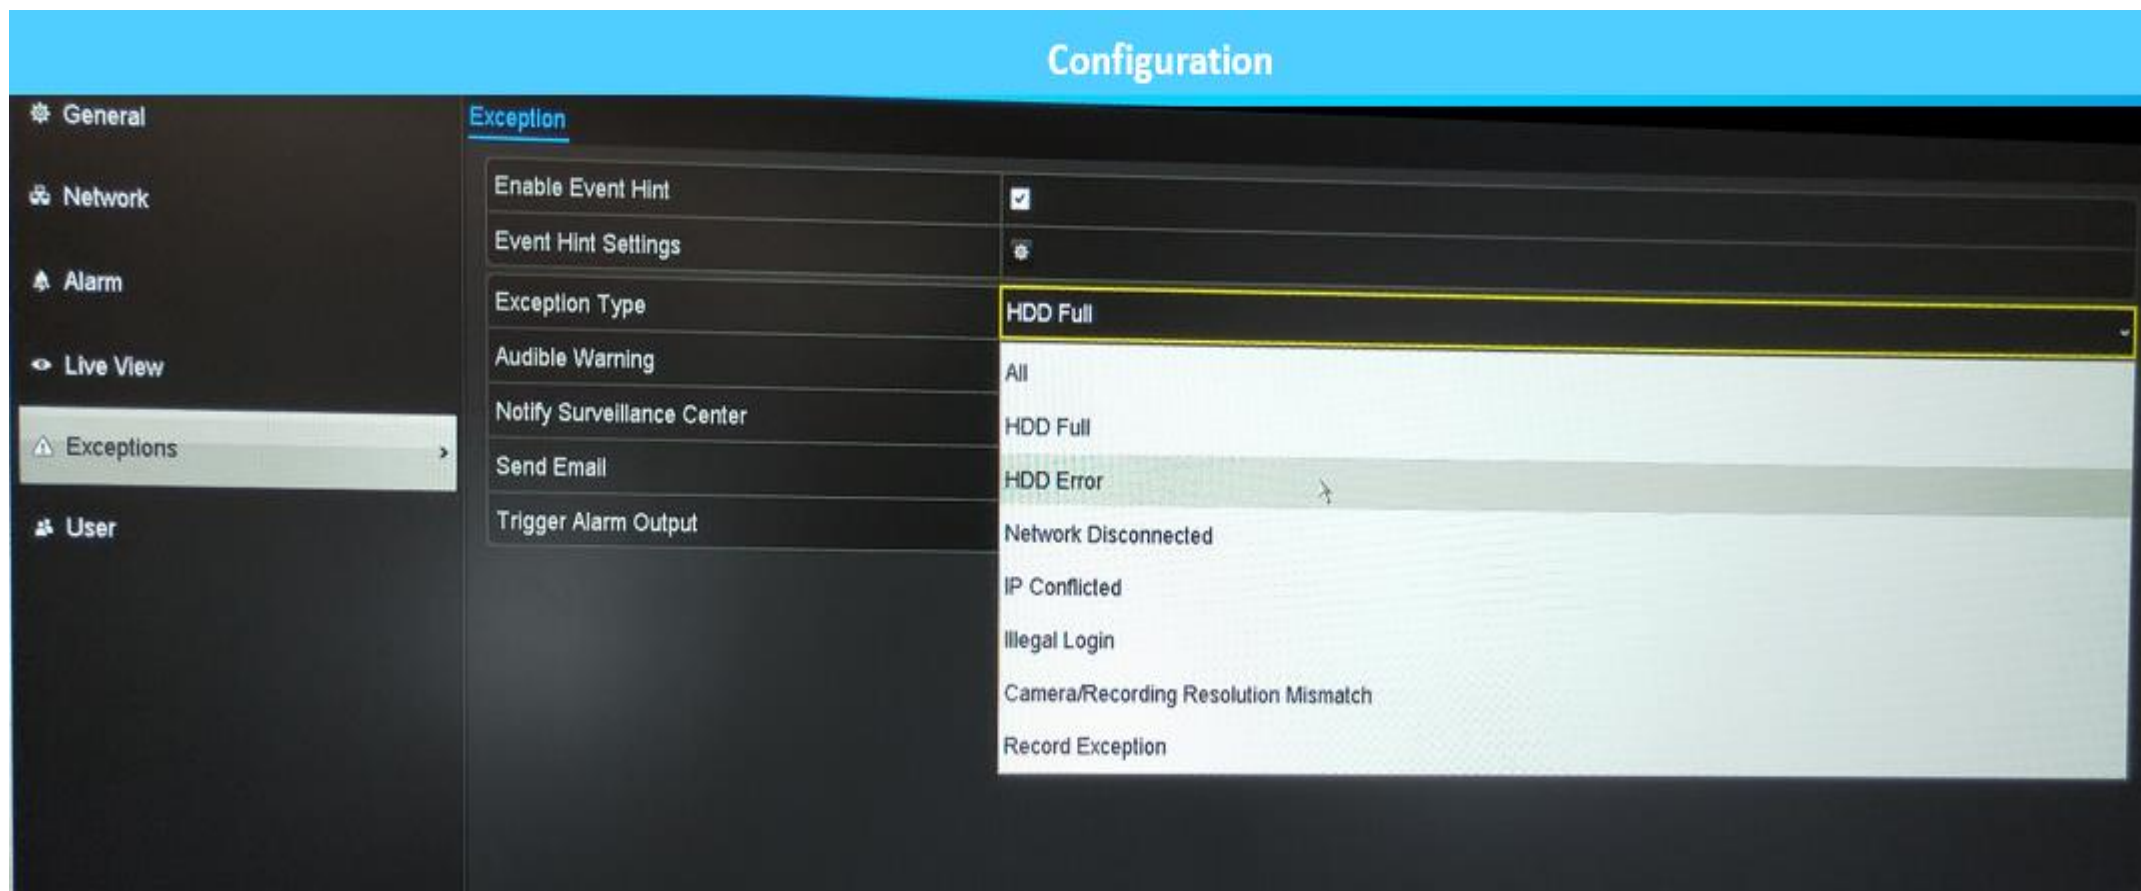 Configuration
General
Network
Alarm
Live View
Exceptions
User
Exception
Enable Event Hint
Event Hint Settings
Exception Type
HDD Full
Audible Warning
Notify Surveillance Center
Send Email
Trigger Alarm Output
All
HDD Full
HDD Error
Network Disconnected
IP Conflicted
Illegal Login
Camera/Recording Resolution Mismatch
Record Exception